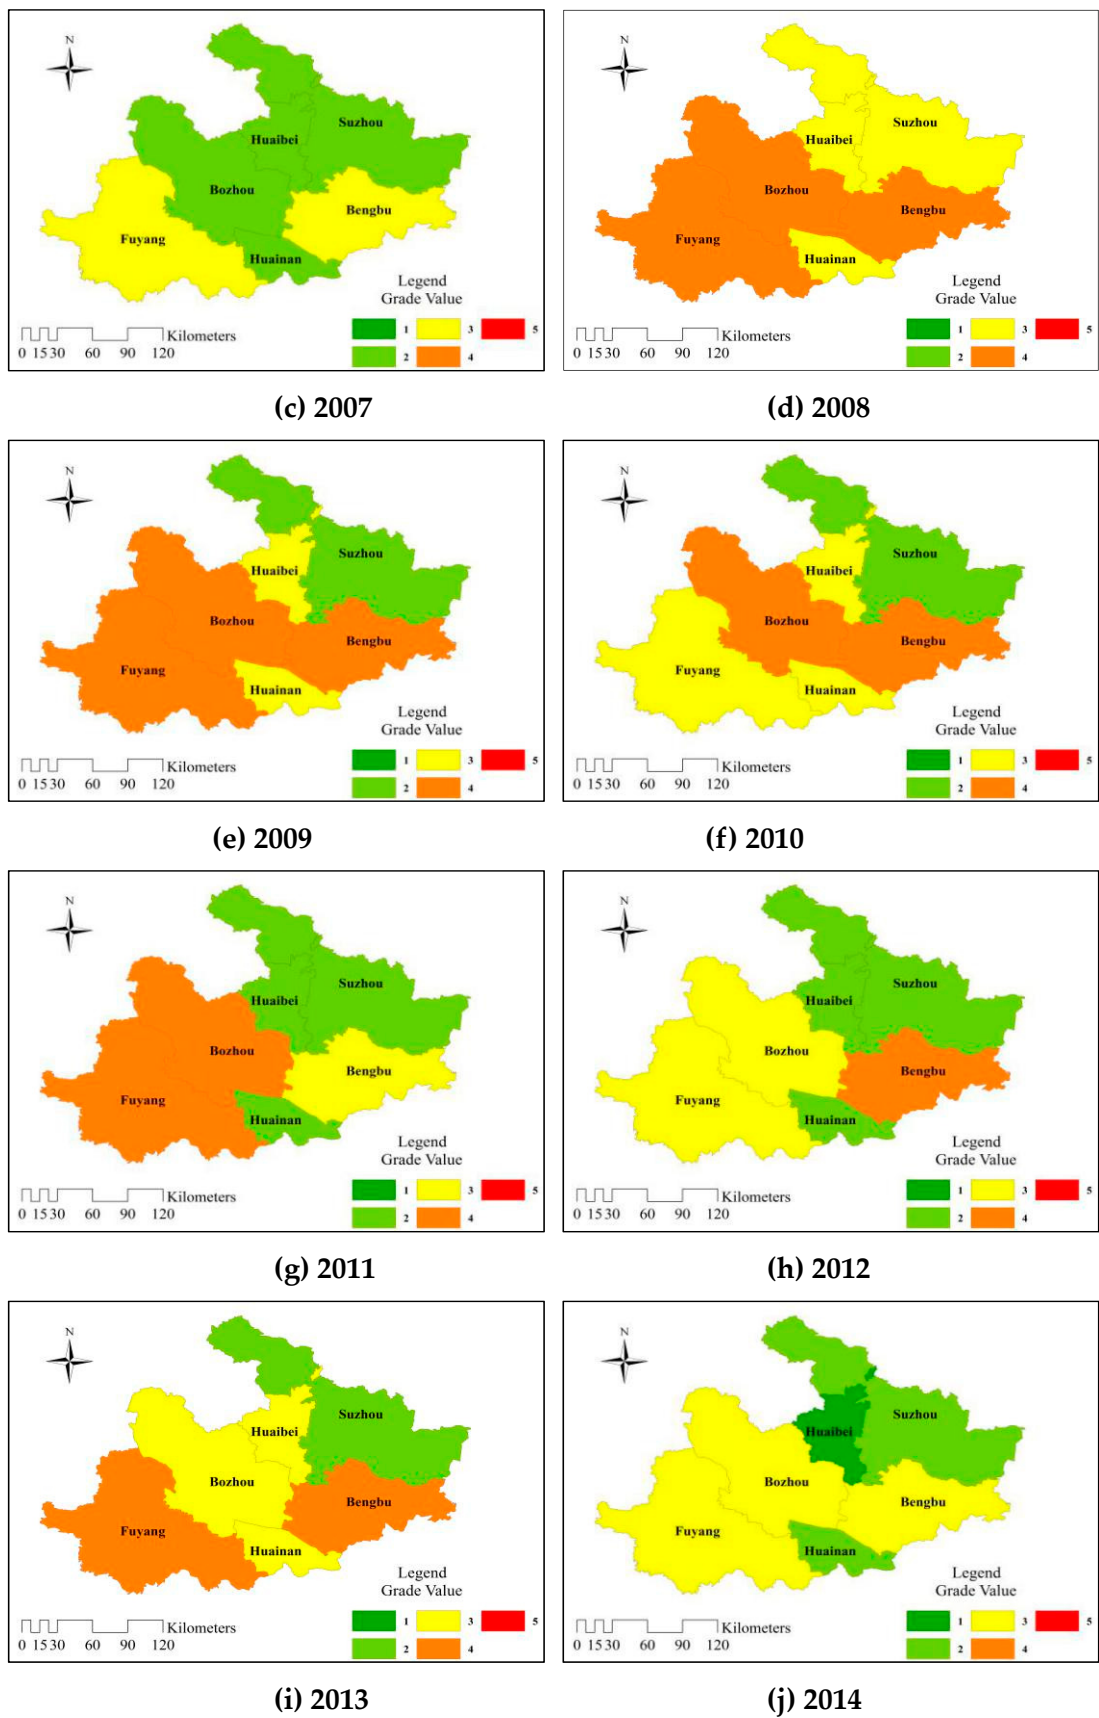 N
Suzhou
Huaibei
Bozhou
Bengbu
Fuyang
Huainan
Legend
Grade Value
1 3 5
2 4
Kilometers
0 15 30 60 90 120
(c) 2007
Suzhou
Huaibei
Bozhou
Bengbu
Fuyang
Huainan
Legend
Grade Value
1 3 5
2 4
Kilometers
0 15 30 60 90 120
N
(d) 2008
N
Suzhou
Huaibei
Bozhou
Bengbu
Fuyang
Huainan
Legend
Grade Value
1 3 5
2 4
Kilometers
0 15 30 60 90 120
(e) 2009
N
Suzhou
Huaibei
Bozhou
Bengbu
Fuyang
Huainan
Legend
Grade Value
1 3 5
2 4
Kilometers
0 15 30 60 90 120
(f) 2010
N
Suzhou
Huaibei
Bozhou
Bengbu
Fuyang
Huainan
Legend
Grade Value
1 3 5
2 4
Kilometers
0 15 30 60 90 120
(g) 2011
N
Suzhou
Huaibei
Bozhou
Bengbu
Fuyang
Huainan
Legend
Grade Value
1 3 5
2 4
Kilometers
0 15 30 60 90 120
(h) 2012
N
Suzhou
Huaibei
Bozhou
Bengbu
Fuyang
Huainan
Legend
Grade Value
1 3 5
2 4
Kilometers
0 15 30 60 90 120
(i) 2013
N
Suzhou
Huaibei
Bozhou
Bengbu
Fuyang
Huainan
Legend
Grade Value
1 3 5
2 4
Kilometers
0 15 30 60 90 120
(j) 2014